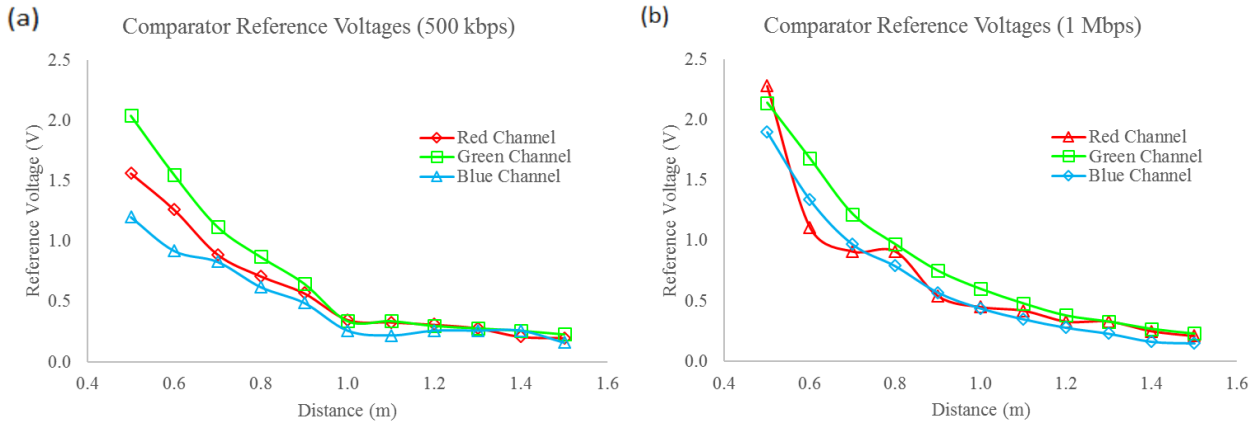 (a)
Comparator Reference Voltages (500 kbps)
2.5
2.0
1.5
1.0
0.5
0.0
Reference Voltage (V)
Red Channel
Green Channel
Blue Channel
0.4 0.6 0.8 1.0 1.2 1.4 1.6
Distance (m)
(b)
Comparator Reference Voltages (1 Mbps)
2.5
2.0
1.5
1.0
0.5
0.0
Reference Voltage (V)
Red Channel
Green Channel
Blue Channel
0.4 0.6 0.8 1.0 1.2 1.4 1.6
Distance (m)